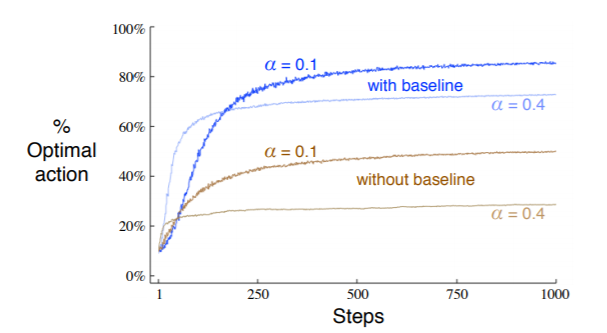 100%
80%
60%
40%
20%
0%
%
Optimal
action
α = 0.1
with baseline
α = 0.4
α = 0.1
without baseline
α = 0.4
1
250
500
750
1000
Steps